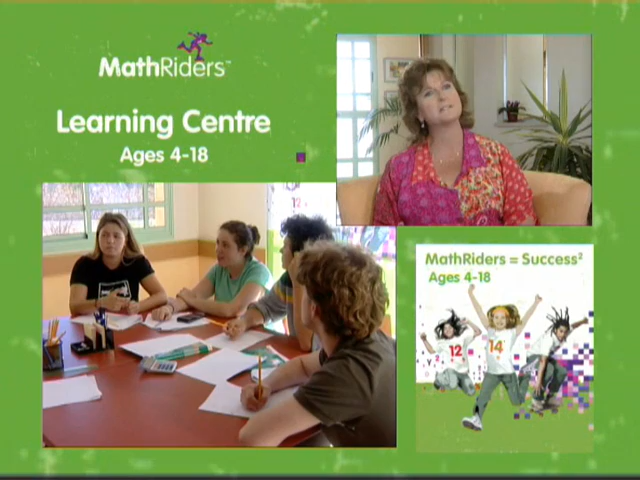 MathRiders™
Learning Centre
Ages 4-18
MathRiders = Success²
Ages 4-18
12
14